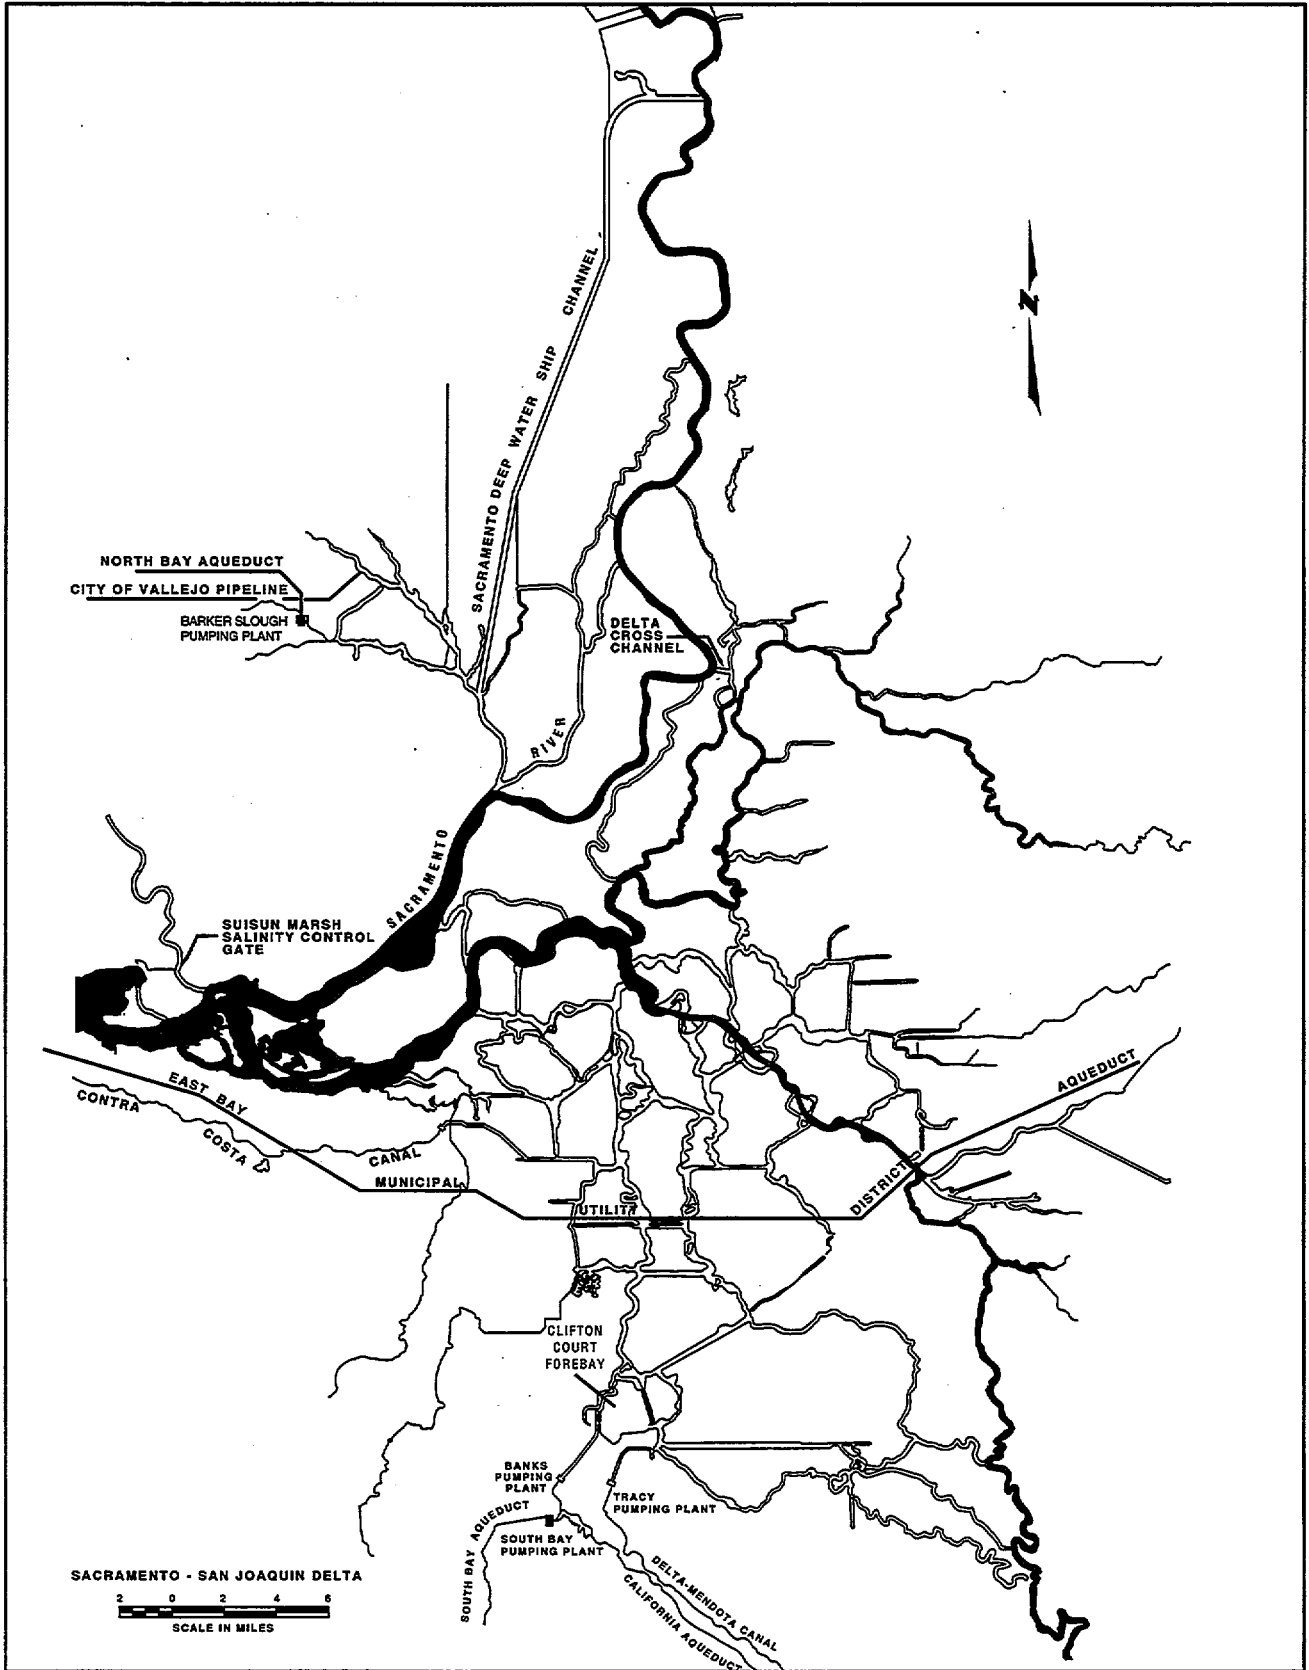 SACRAMENTO DEEP WATER SHIP CHANNEL
N
NORTH BAY AQUEDUCT
CITY OF VALLEJO PIPELINE
BARKER SLOUGH
PUMPING PLANT
DELTA
CROSS
CHANNEL
SACRAMENTO RIVER
SUISUN MARSH
SALINITY CONTROL
GATE
EAST BAY MUNICIPAL UTILITY DISTRICT AQUEDUCT
CONTRA COSTA CANAL
CLIFTON
COURT
FOREBAY
BANKS
PUMPING
PLANT
TRACY
PUMPING PLANT
SOUTH BAY AQUEDUCT
SOUTH BAY
PUMPING PLANT
DELTA-MENDOTA CANAL
CALIFORNIA AQUEDUCT
SACRAMENTO - SAN JOAQUIN DELTA
2 0 2 4 6
SCALE IN MILES